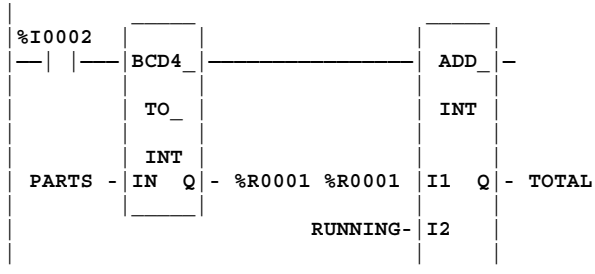 %I0002
BCD4_ ADD_
TO_ INT
INT
PARTS - IN Q - %R0001 %R0001 I1 Q - TOTAL
RUNNING- I2